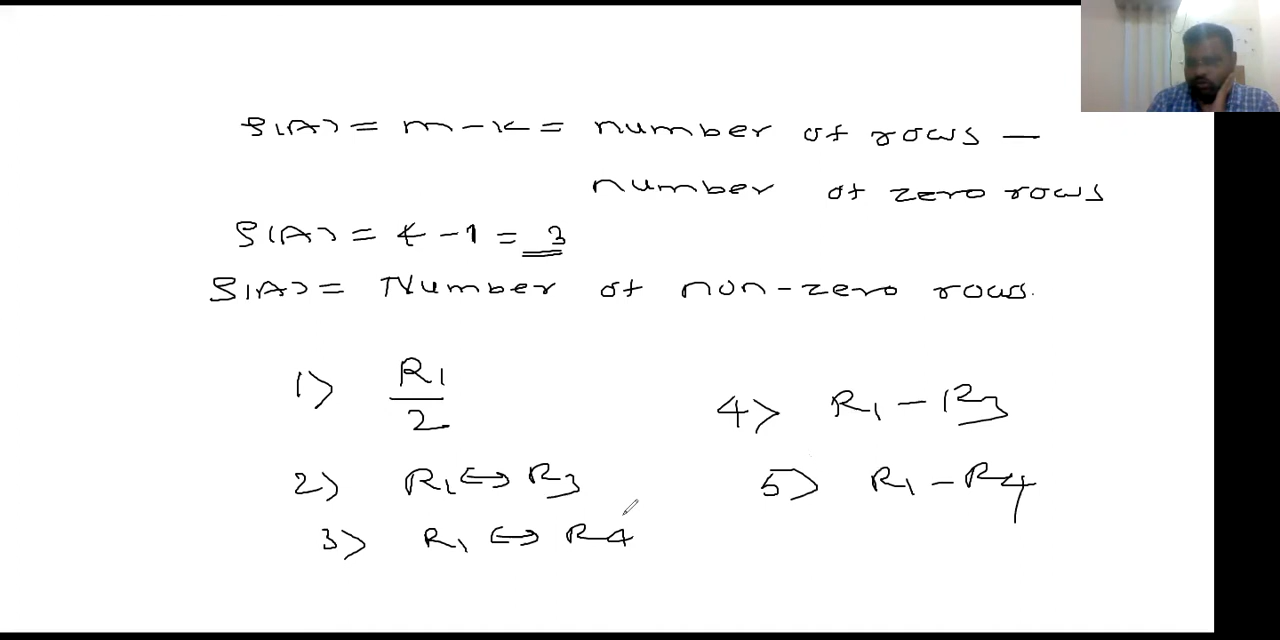 ρ(A) = m - k = number of rows -
number of zero rows
ρ(A) = 4 - 1 = 3
ρ(A) = Number of non-zero rows.
1) R1/2
2) R1 ↔ R3
3) R1 ↔ R4
4) R1 - R3
5) R1 - R4